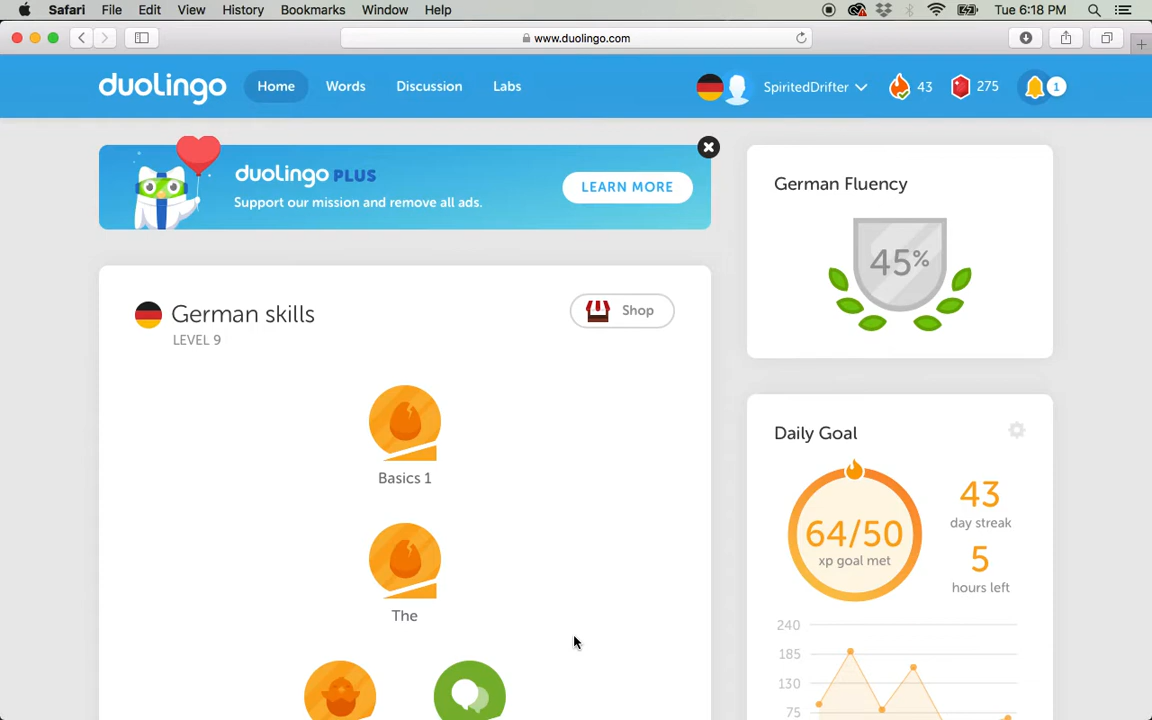 Safari File Edit View History Bookmarks Window Help Tue 6:18 PM
www.duolingo.com
duolingo Home Words Discussion Labs SpiritedDrifter 43 275 1
duolingo PLUS
Support our mission and remove all ads.
LEARN MORE
German Fluency
45%
German skills
LEVEL 9
Shop
Basics 1
The
Daily Goal
64/50
xp goal met
43
day streak
5
hours left
240
185
130
75